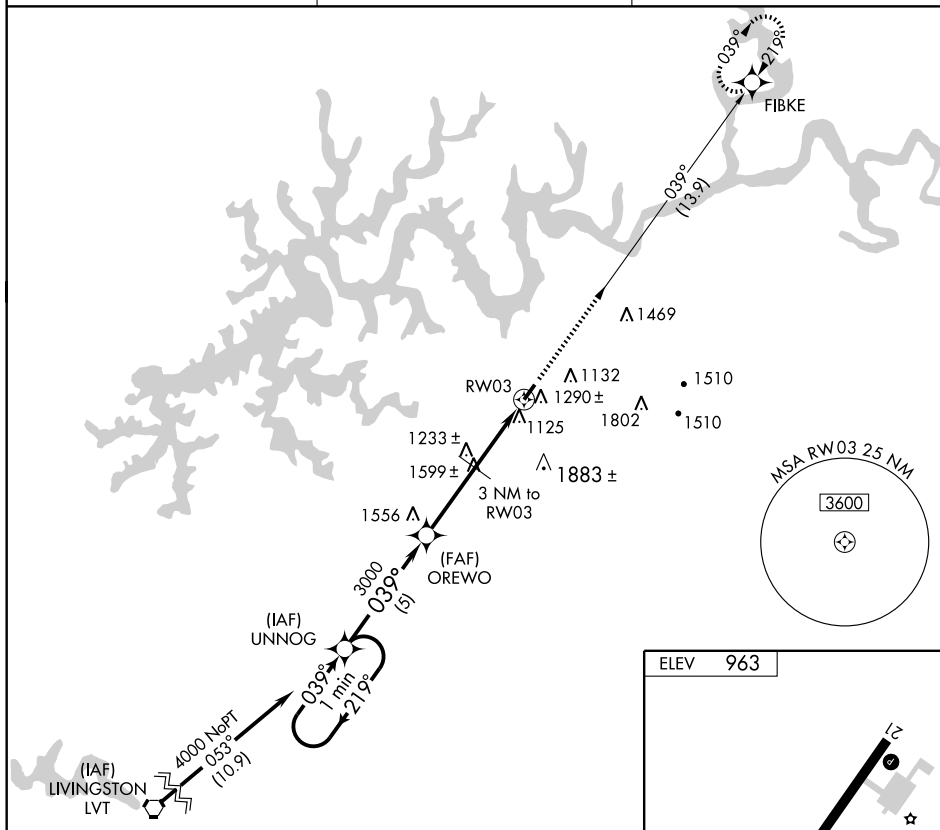 039°
219°
FIBKE
039°
(13.9)
1469
RW03
1132
1290 ±
1510
1802
1510
1125
1233 ±
1599 ±
1883 ±
3 NM to
RW03
MSA RW03 25 NM
3600
1556
(FAF)
OREWO
3000
039°
(5)
(IAF)
UNNOG
039°
1 min
219°
4000 NoPT
053°
(10.9)
(IAF)
LIVINGSTON
LVT
ELEV 963
21
P